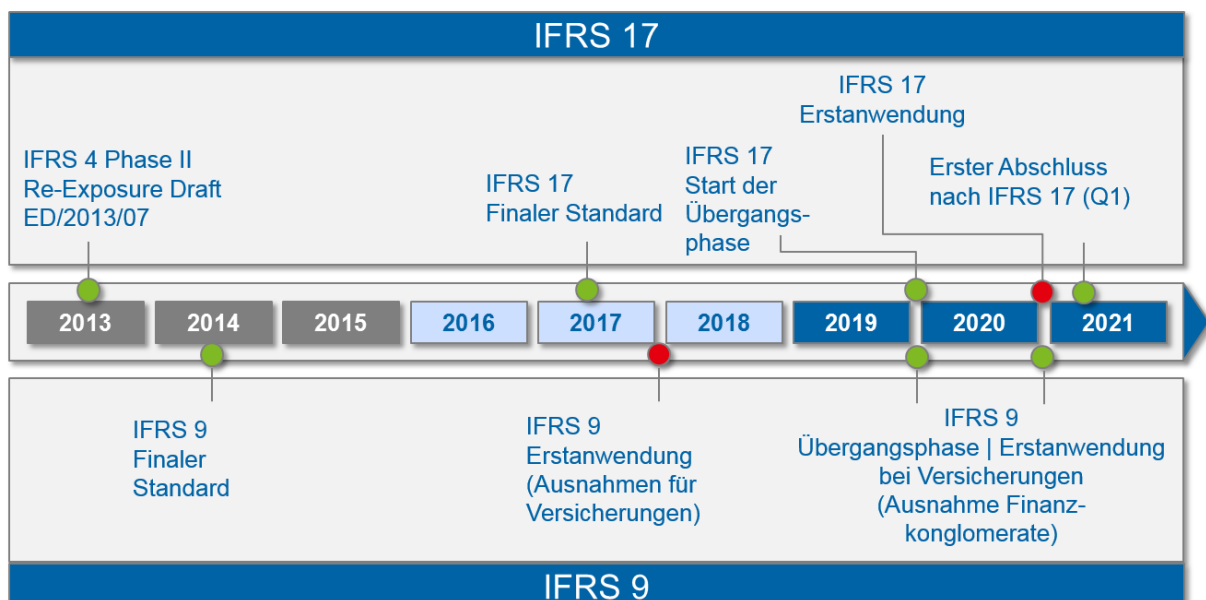 IFRS 17
IFRS 4 Phase II
Re-Exposure Draft
ED/2013/07
IFRS 17
Finaler Standard
IFRS 17
Start der
Übergangs-
phase
IFRS 17
Erstanwendung
Erster Abschluss
nach IFRS 17 (Q1)
2013 2014 2015 2016 2017 2018 2019 2020 2021
IFRS 9
Finaler
Standard
IFRS 9
Erstanwendung
(Ausnahmen für
Versicherungen)
IFRS 9
Übergangsphase | Erstanwendung
bei Versicherungen
(Ausnahme Finanz-
konglomerate)
IFRS 9